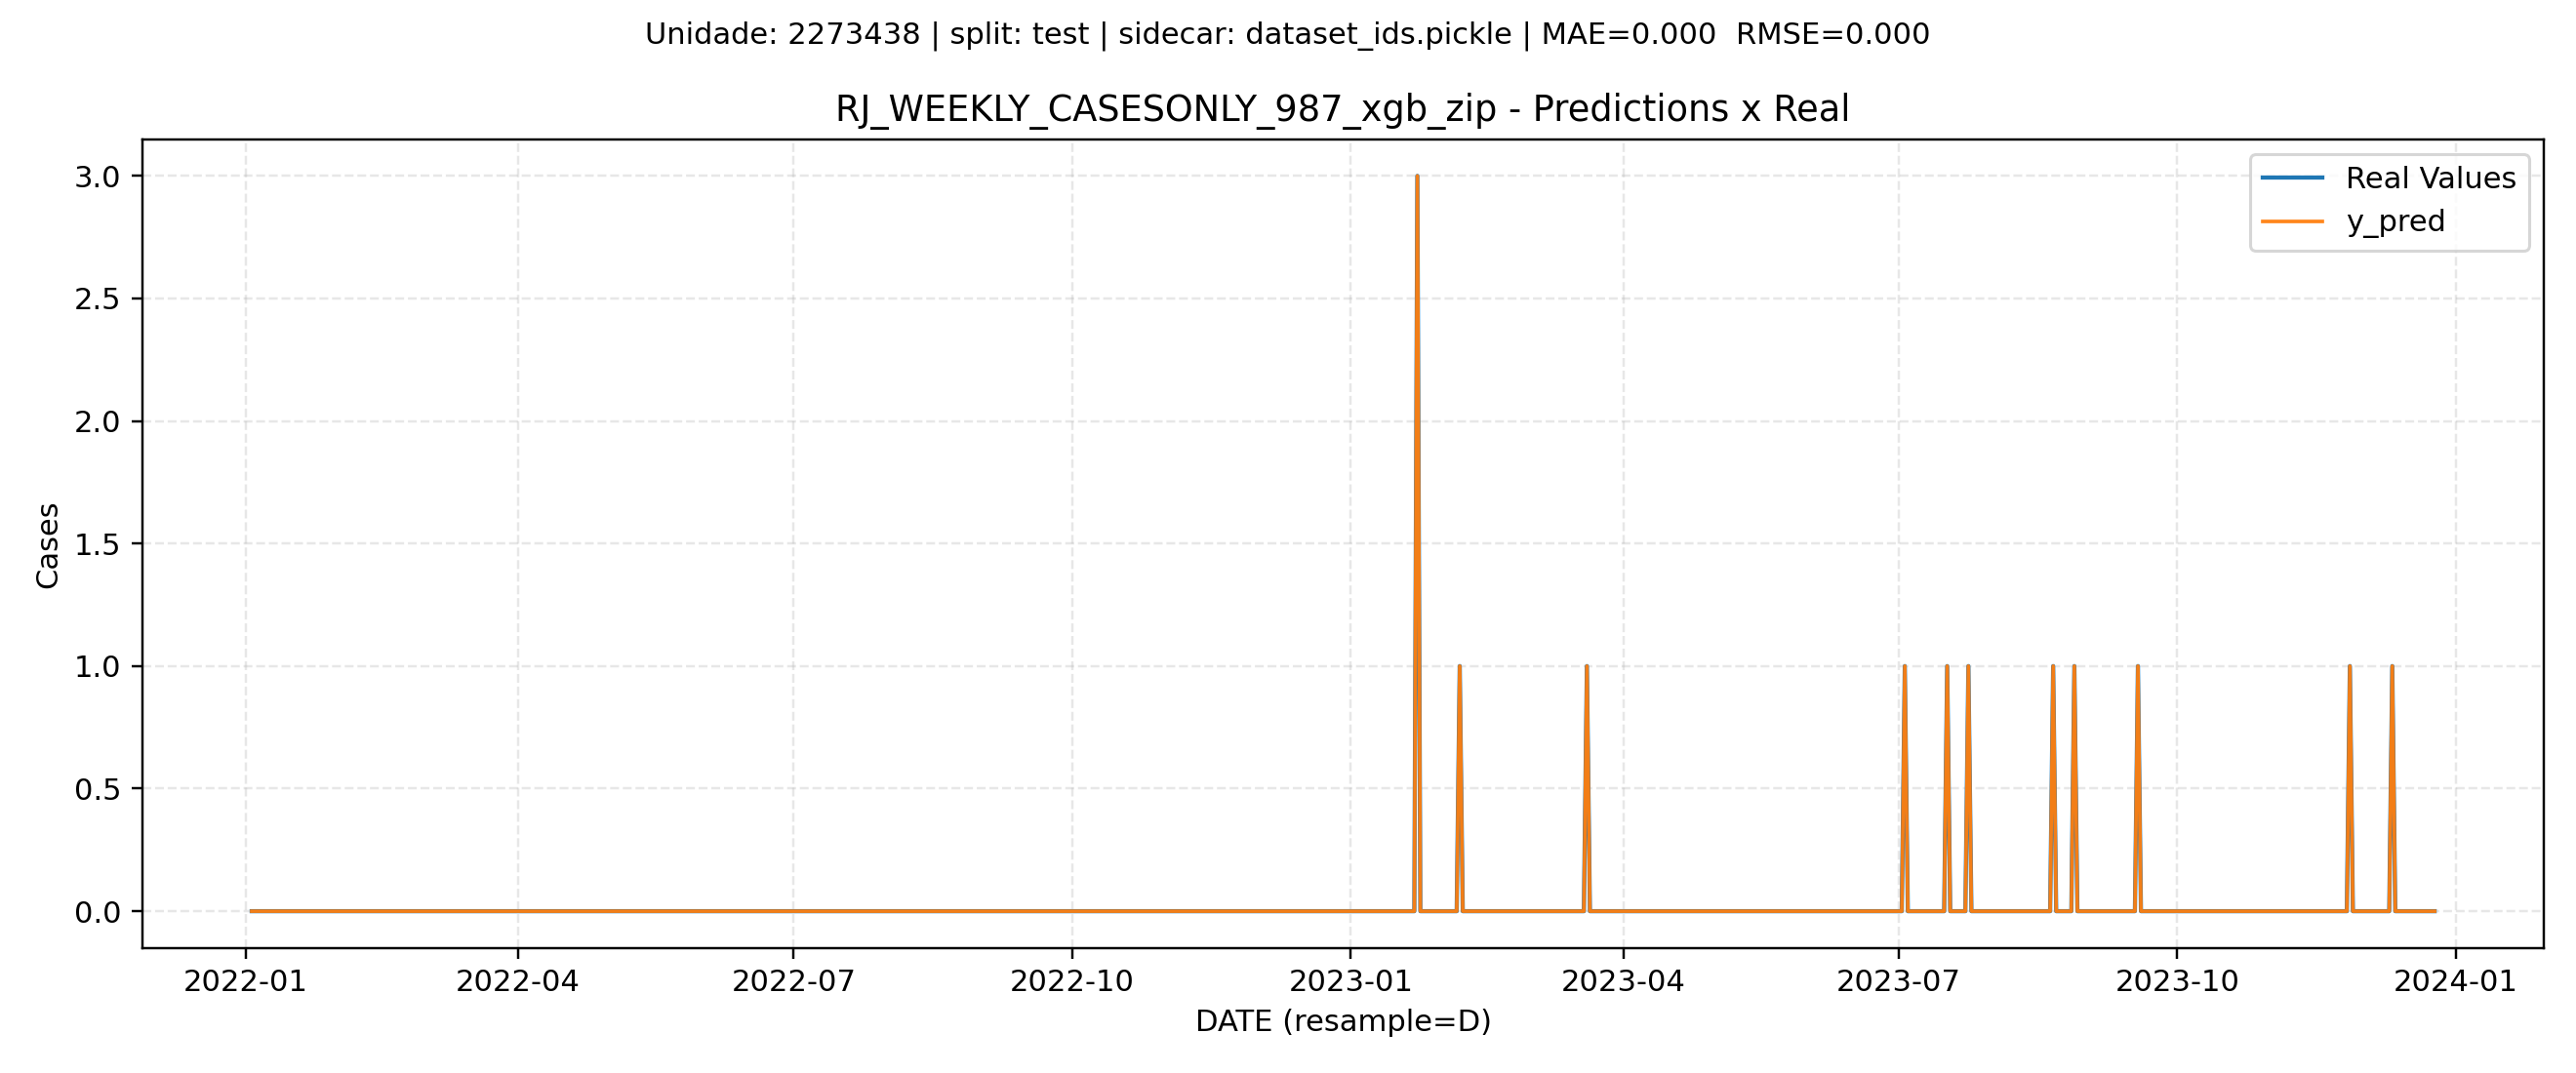 Unidade: 2273438 | split: test | sidecar: dataset_ids.pickle | MAE=0.000  RMSE=0.000
RJ_WEEKLY_CASESONLY_987_xgb_zip - Predictions x Real
Real Values
y_pred
Cases
3.0
2.5
2.0
1.5
1.0
0.5
0.0
2022-01 2022-04 2022-07 2022-10 2023-01 2023-04 2023-07 2023-10 2024-01
DATE (resample=D)